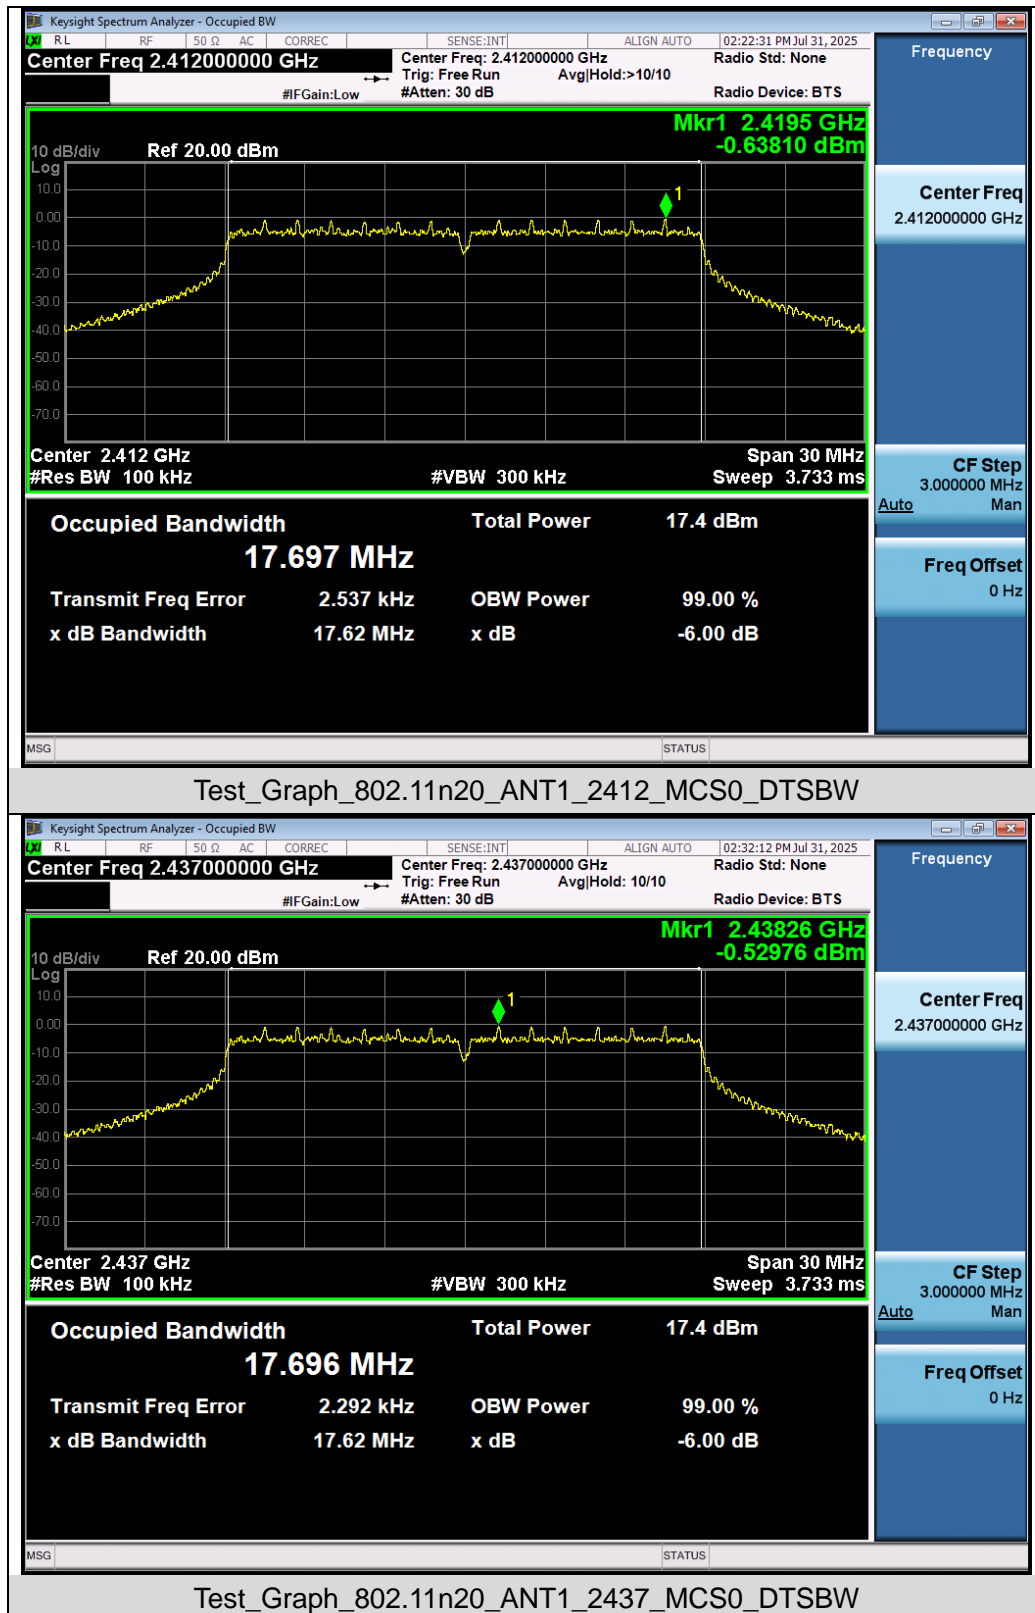 Keysight Spectrum Analyzer - Occupied BW
LXI RL RF 50 Ω AC CORREC SENSE:INT ALIGN AUTO 02:22:31 PM Jul 31, 2025
Center Freq 2.412000000 GHz
Center Freq: 2.412000000 GHz
Radio Std: None
Trig: Free Run Avg|Hold:>10/10
#IFGain:Low
#Atten: 30 dB
Radio Device: BTS
Mkr1 2.4195 GHz
-0.63810 dBm
10 dB/div Ref 20.00 dBm
Log
10.0
0.00
-10.0
-20.0
-30.0
-40.0
-50.0
-60.0
-70.0
1
Center 2.412 GHz Span 30 MHz
#Res BW 100 kHz #VBW 300 kHz Sweep 3.733 ms
Occupied Bandwidth Total Power 17.4 dBm
17.697 MHz
Transmit Freq Error 2.537 kHz OBW Power 99.00 %
x dB Bandwidth 17.62 MHz x dB -6.00 dB
MSG STATUS
Frequency
Center Freq
2.412000000 GHz
CF Step
3.000000 MHz
Auto Man
Freq Offset
0 Hz
Test_Graph_802.11n20_ANT1_2412_MCS0_DTSBW
Keysight Spectrum Analyzer - Occupied BW
LXI RL RF 50 Ω AC CORREC SENSE:INT ALIGN AUTO 02:32:12 PM Jul 31, 2025
Center Freq 2.437000000 GHz
Center Freq: 2.437000000 GHz
Radio Std: None
Trig: Free Run Avg|Hold: 10/10
#IFGain:Low
#Atten: 30 dB
Radio Device: BTS
Mkr1 2.43826 GHz
-0.52976 dBm
10 dB/div Ref 20.00 dBm
Log
10.0
0.00
-10.0
-20.0
-30.0
-40.0
-50.0
-60.0
-70.0
1
Center 2.437 GHz Span 30 MHz
#Res BW 100 kHz #VBW 300 kHz Sweep 3.733 ms
Occupied Bandwidth Total Power 17.4 dBm
17.696 MHz
Transmit Freq Error 2.292 kHz OBW Power 99.00 %
x dB Bandwidth 17.62 MHz x dB -6.00 dB
MSG STATUS
Frequency
Center Freq
2.437000000 GHz
CF Step
3.000000 MHz
Auto Man
Freq Offset
0 Hz
Test_Graph_802.11n20_ANT1_2437_MCS0_DTSBW